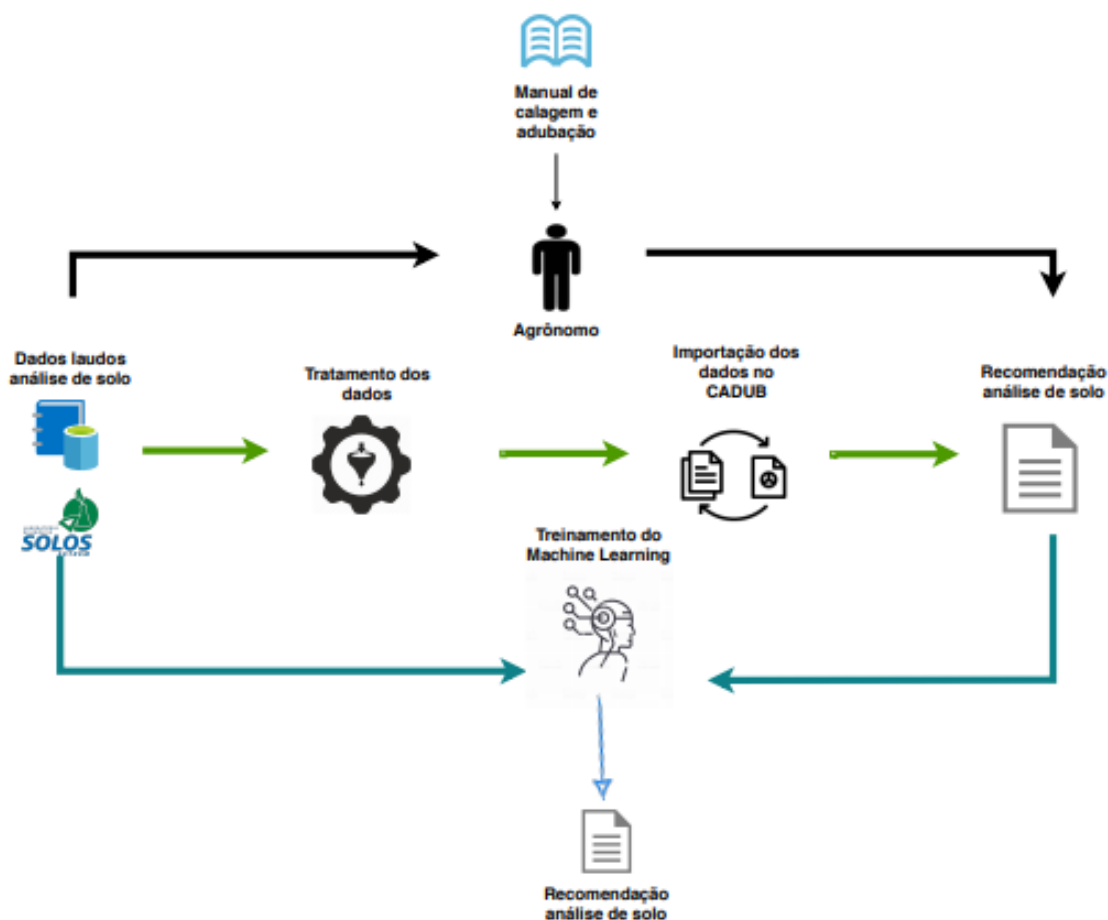 Manual de
calagem e
adubação
Agrônomo
Dados laudos
análise de solo
Tratamento dos
dados
Importação dos
dados no
CADUB
Recomendação
análise de solo
SOLOS
Treinamento do
Machine Learning
Recomendação
análise de solo